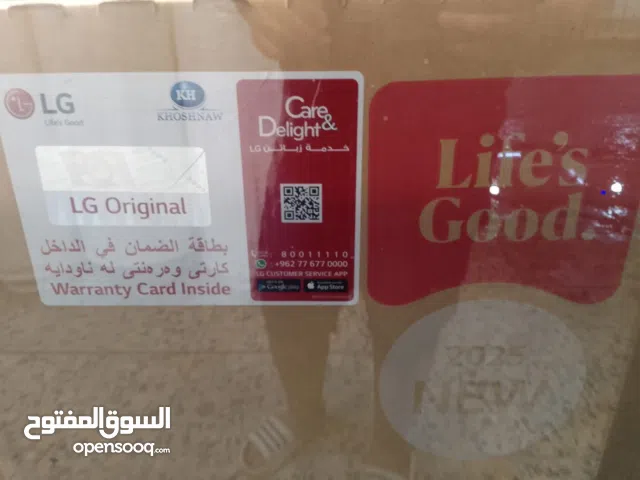 LG
Life's Good
KH
KHOSHNAW
LG Original
بطاقة الضمان في الداخل
كارتى وەرەنتى لە ناودايە
Warranty Card Inside
Care
&
Delight
خدمة زبائن LG
80011110
+962 77 677 0000
LG CUSTOMER SERVICE APP
Google play
App Store
Life's
Good.
2025
NEW
السوق المفتوح
opensooq.com